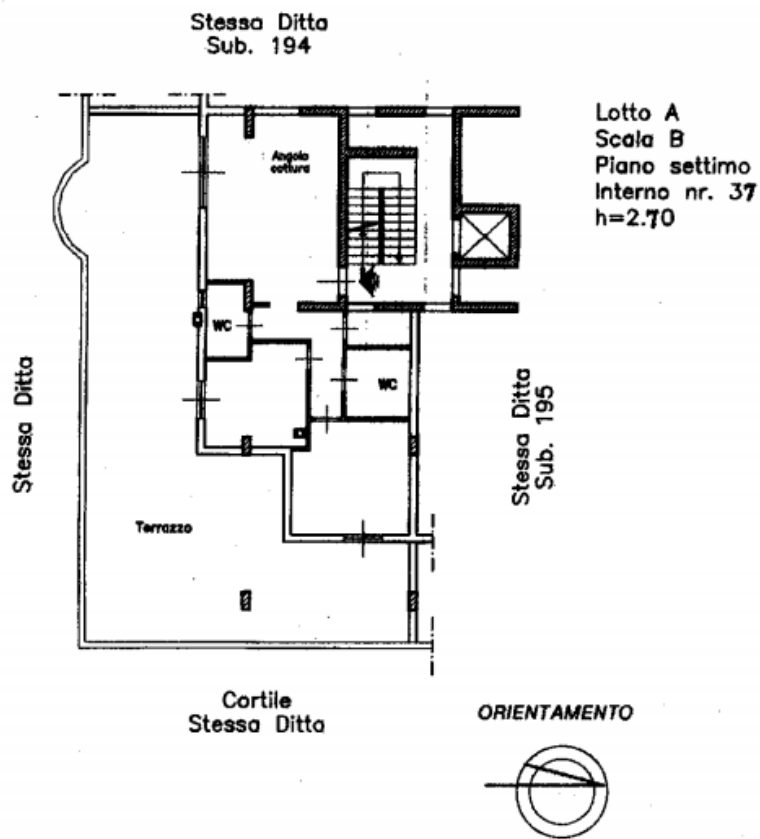 Stessa Ditta
Sub. 194
Lotto A
Scala B
Piano settimo
Interno nr. 37
h=2.70
Angolo
cottura
WC
WC
Stessa Ditta
Stessa Ditta
Sub. 195
Terrazzo
Cortile
Stessa Ditta
ORIENTAMENTO